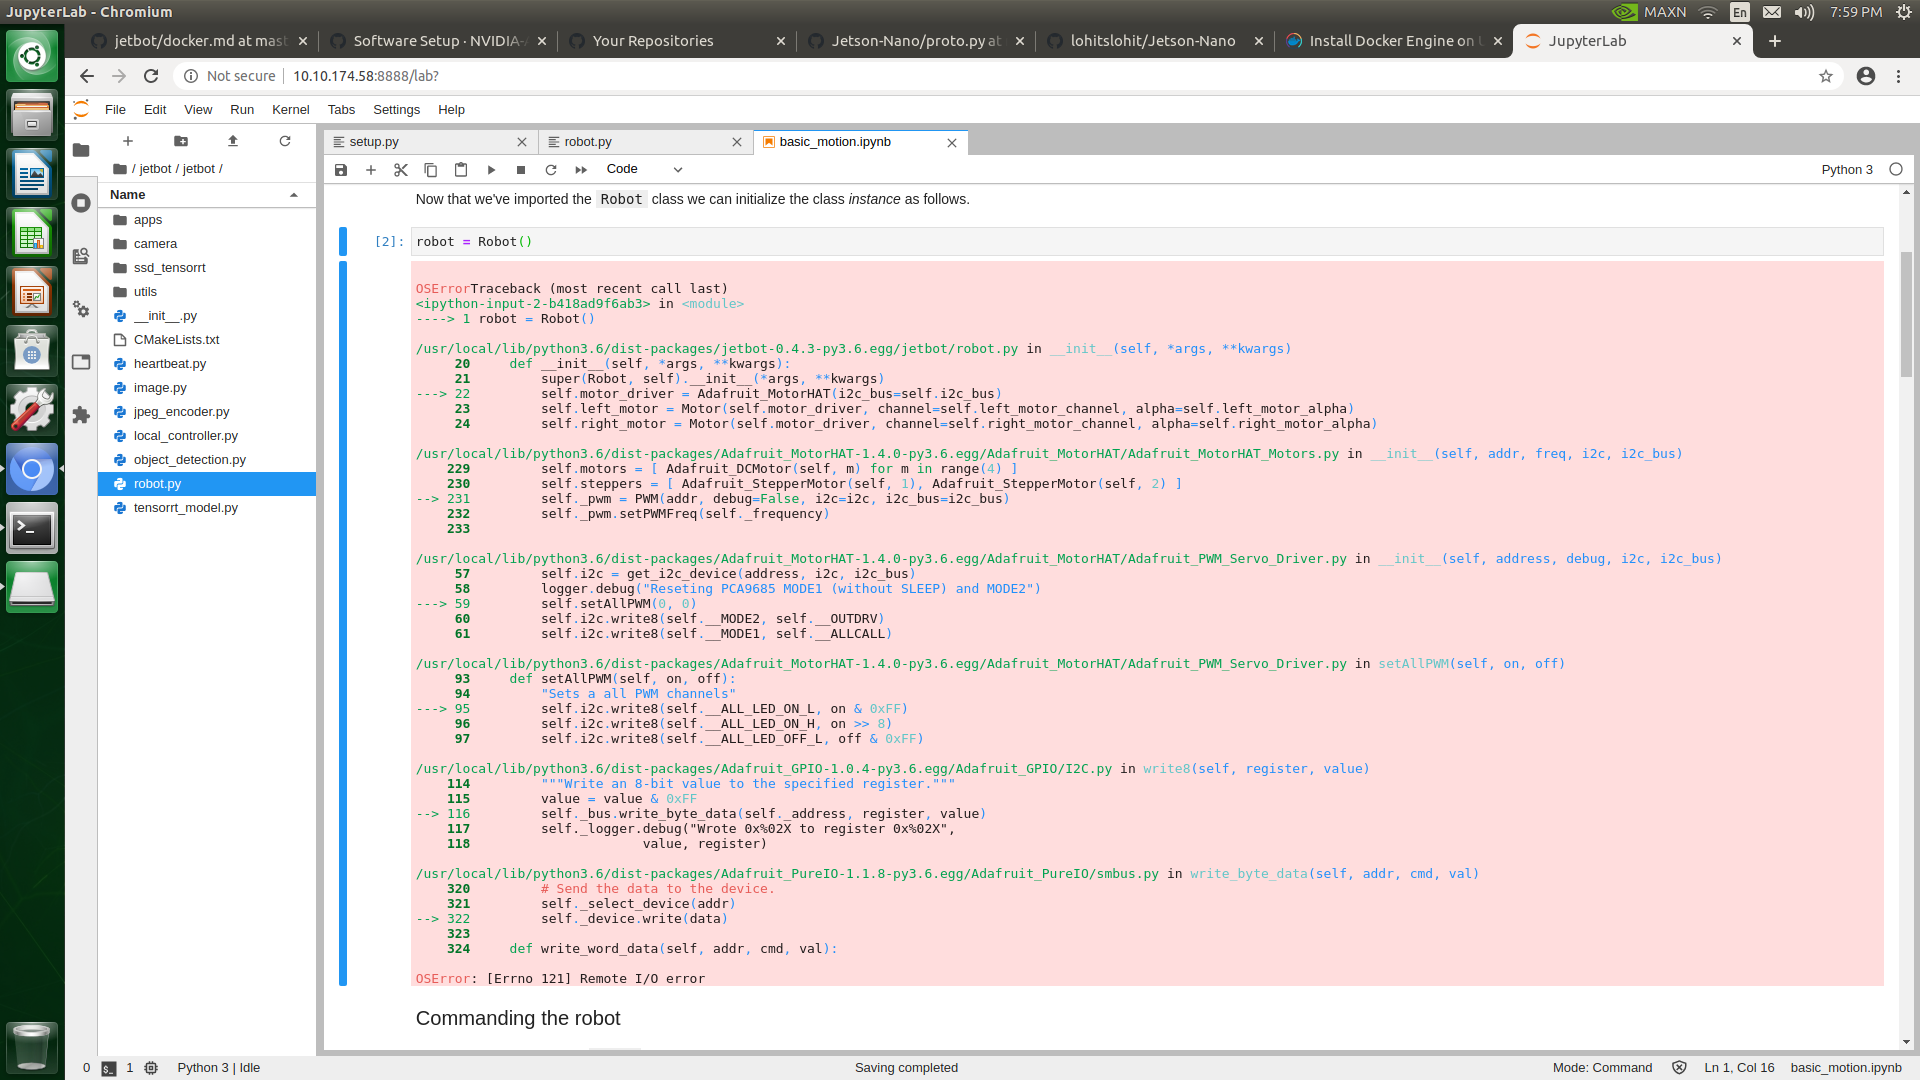 JupyterLab - Chromium
MAXN
En
7:59 PM
jetbot/docker.md at mast
Software Setup · NVIDIA-
Your Repositories
Jetson-Nano/proto.py at
lohitslohit/Jetson-Nano
Install Docker Engine on U
JupyterLab
Not secure
10.10.174.58:8888/lab?
File Edit View Run Kernel Tabs Settings Help
setup.py
robot.py
basic_motion.ipynb
/ jetbot / jetbot /
Code
Python 3
Name
apps
camera
ssd_tensorrt
utils
__init__.py
CMakeLists.txt
heartbeat.py
image.py
jpeg_encoder.py
local_controller.py
object_detection.py
robot.py
tensorrt_model.py
Now that we've imported the Robot class we can initialize the class instance as follows.
[2]: robot = Robot()
OSErrorTraceback (most recent call last)
<ipython-input-2-b418ad9f6ab3> in <module>
----> 1 robot = Robot()
/usr/local/lib/python3.6/dist-packages/jetbot-0.4.3-py3.6.egg/jetbot/robot.py in __init__(self, *args, **kwargs)
20     def __init__(self, *args, **kwargs):
21         super(Robot, self).__init__(*args, **kwargs)
---> 22         self.motor_driver = Adafruit_MotorHAT(i2c_bus=self.i2c_bus)
23         self.left_motor = Motor(self.motor_driver, channel=self.left_motor_channel, alpha=self.left_motor_alpha)
24         self.right_motor = Motor(self.motor_driver, channel=self.right_motor_channel, alpha=self.right_motor_alpha)
/usr/local/lib/python3.6/dist-packages/Adafruit_MotorHAT-1.4.0-py3.6.egg/Adafruit_MotorHAT/Adafruit_MotorHAT_Motors.py in __init__(self, addr, freq, i2c, i2c_bus)
229         self.motors = [ Adafruit_DCMotor(self, m) for m in range(4) ]
230         self.steppers = [ Adafruit_StepperMotor(self, 1), Adafruit_StepperMotor(self, 2) ]
--> 231         self._pwm = PWM(addr, debug=False, i2c=i2c, i2c_bus=i2c_bus)
232         self._pwm.setPWMFreq(self._frequency)
233
/usr/local/lib/python3.6/dist-packages/Adafruit_MotorHAT-1.4.0-py3.6.egg/Adafruit_MotorHAT/Adafruit_PWM_Servo_Driver.py in __init__(self, address, debug, i2c, i2c_bus)
57         self.i2c = get_i2c_device(address, i2c, i2c_bus)
58         logger.debug("Reseting PCA9685 MODE1 (without SLEEP) and MODE2")
---> 59         self.setAllPWM(0, 0)
60         self.i2c.write8(self.__MODE2, self.__OUTDRV)
61         self.i2c.write8(self.__MODE1, self.__ALLCALL)
/usr/local/lib/python3.6/dist-packages/Adafruit_MotorHAT-1.4.0-py3.6.egg/Adafruit_MotorHAT/Adafruit_PWM_Servo_Driver.py in setAllPWM(self, on, off)
93     def setAllPWM(self, on, off):
94         "Sets a all PWM channels"
---> 95         self.i2c.write8(self.__ALL_LED_ON_L, on & 0xFF)
96         self.i2c.write8(self.__ALL_LED_ON_H, on >> 8)
97         self.i2c.write8(self.__ALL_LED_OFF_L, off & 0xFF)
/usr/local/lib/python3.6/dist-packages/Adafruit_GPIO-1.0.4-py3.6.egg/Adafruit_GPIO/I2C.py in write8(self, register, value)
114         """Write an 8-bit value to the specified register."""
115         value = value & 0xFF
--> 116         self._bus.write_byte_data(self._address, register, value)
117         self._logger.debug("Wrote 0x%02X to register 0x%02X",
118                      value, register)
/usr/local/lib/python3.6/dist-packages/Adafruit_PureIO-1.1.8-py3.6.egg/Adafruit_PureIO/smbus.py in write_byte_data(self, addr, cmd, val)
320         # Send the data to the device.
321         self._select_device(addr)
--> 322         self._device.write(data)
323
324     def write_word_data(self, addr, cmd, val):
OSError: [Errno 121] Remote I/O error
Commanding the robot
0
1
Python 3 | Idle
Saving completed
Mode: Command
Ln 1, Col 16
basic_motion.ipynb